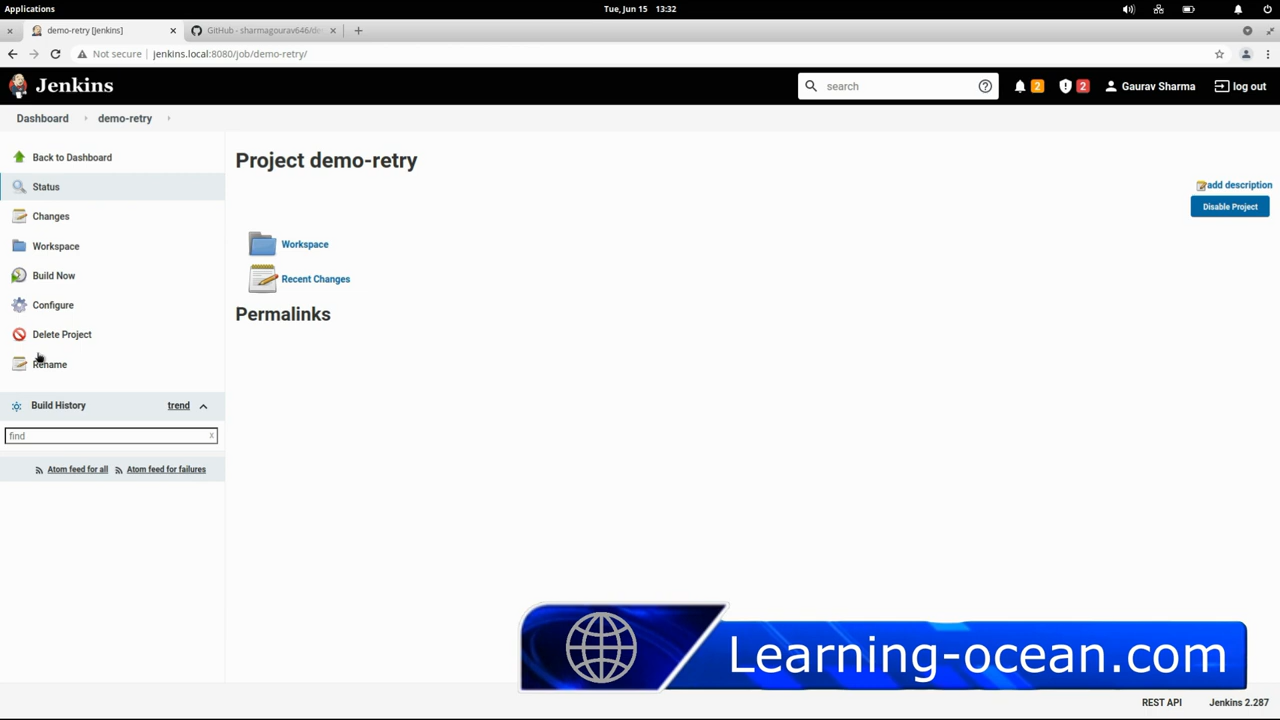 Applications
Tue, Jun 15 13:32
demo-retry [Jenkins]
GitHub - sharmagourav646/de
Not secure
jenkins.local:8080/job/demo-retry/
Jenkins
search
2
2
Gaurav Sharma
log out
Dashboard
demo-retry
Back to Dashboard
Status
Changes
Workspace
Build Now
Configure
Delete Project
Rename
Build History
trend
find
x
Atom feed for all
Atom feed for failures
Project demo-retry
add description
Disable Project
Workspace
Recent Changes
Permalinks
Learning-ocean.com
REST API
Jenkins 2.287